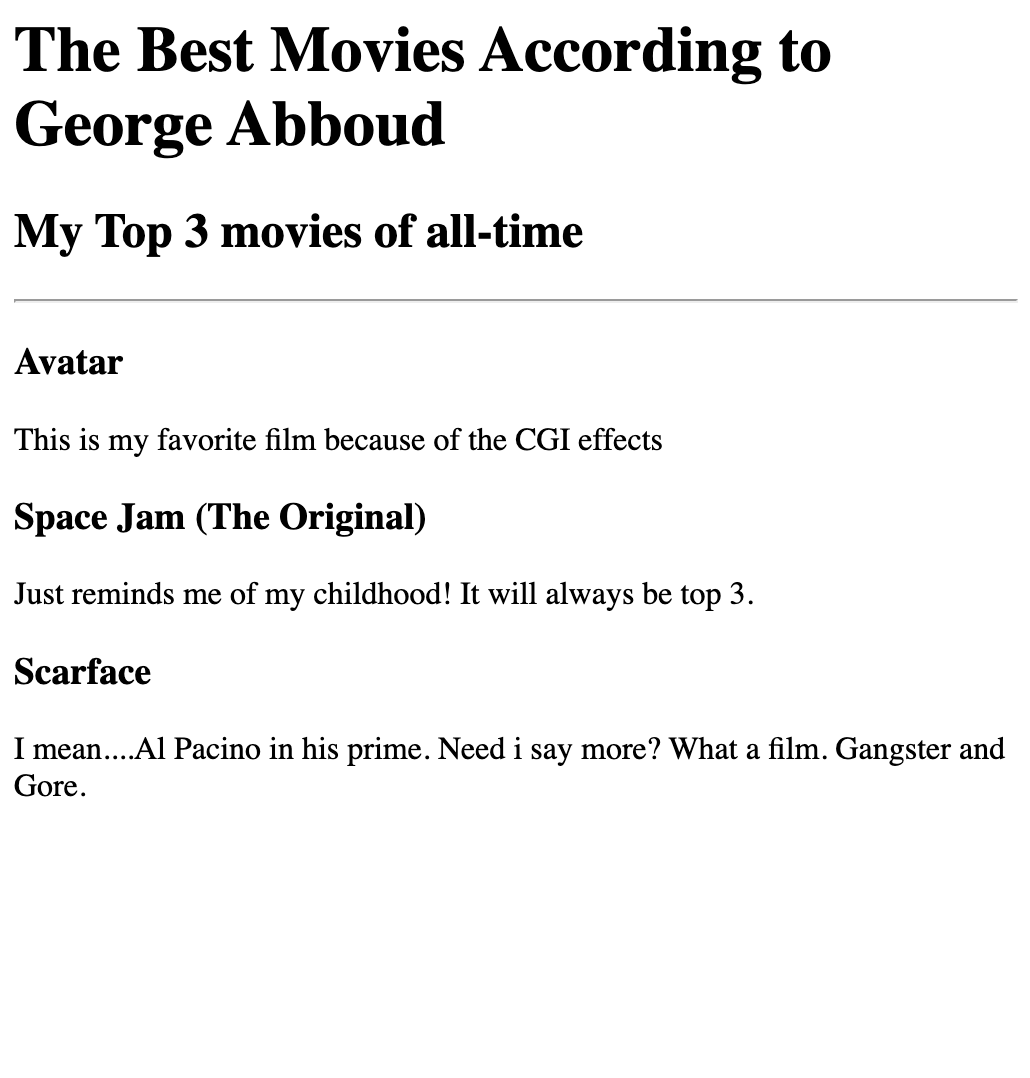 The Best Movies According to
George Abboud
My Top 3 movies of all-time
Avatar
This is my favorite film because of the CGI effects
Space Jam (The Original)
Just reminds me of my childhood! It will always be top 3.
Scarface
I mean....Al Pacino in his prime. Need i say more? What a film. Gangster and
Gore.